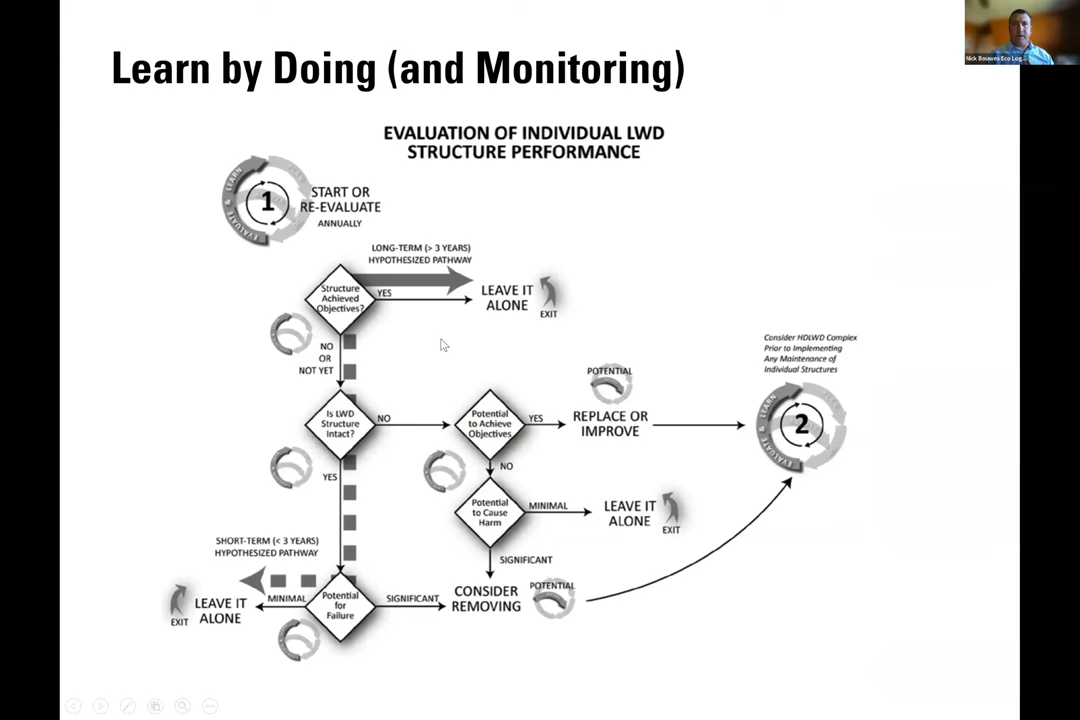 Learn by Doing (and Monitoring)
Nick Bouwes Eco Log...
EVALUATION OF INDIVIDUAL LWD
STRUCTURE PERFORMANCE
EVALUATE & LEARN
1
START OR
RE-EVALUATE
ANNUALLY
LONG-TERM (> 3 YEARS)
HYPOTHESIZED PATHWAY
Structure
Achieved
Objectives?
YES
LEAVE IT
ALONE
EXIT
NO
OR
NOT YET
Is LWD
Structure
Intact?
NO
Potential
to Achieve
Objectives
YES
POTENTIAL
REPLACE OR
IMPROVE
Consider HDLWD Complex
Prior to Implementing
Any Maintenance of
Individual Structures
EVALUATE & LEARN
2
YES
NO
Potential
to Cause
Harm
MINIMAL
LEAVE IT
ALONE
EXIT
SIGNIFICANT
SHORT-TERM (< 3 YEARS)
HYPOTHESIZED PATHWAY
EXIT
LEAVE IT
ALONE
MINIMAL
Potential
for
Failure
SIGNIFICANT
CONSIDER
REMOVING
POTENTIAL